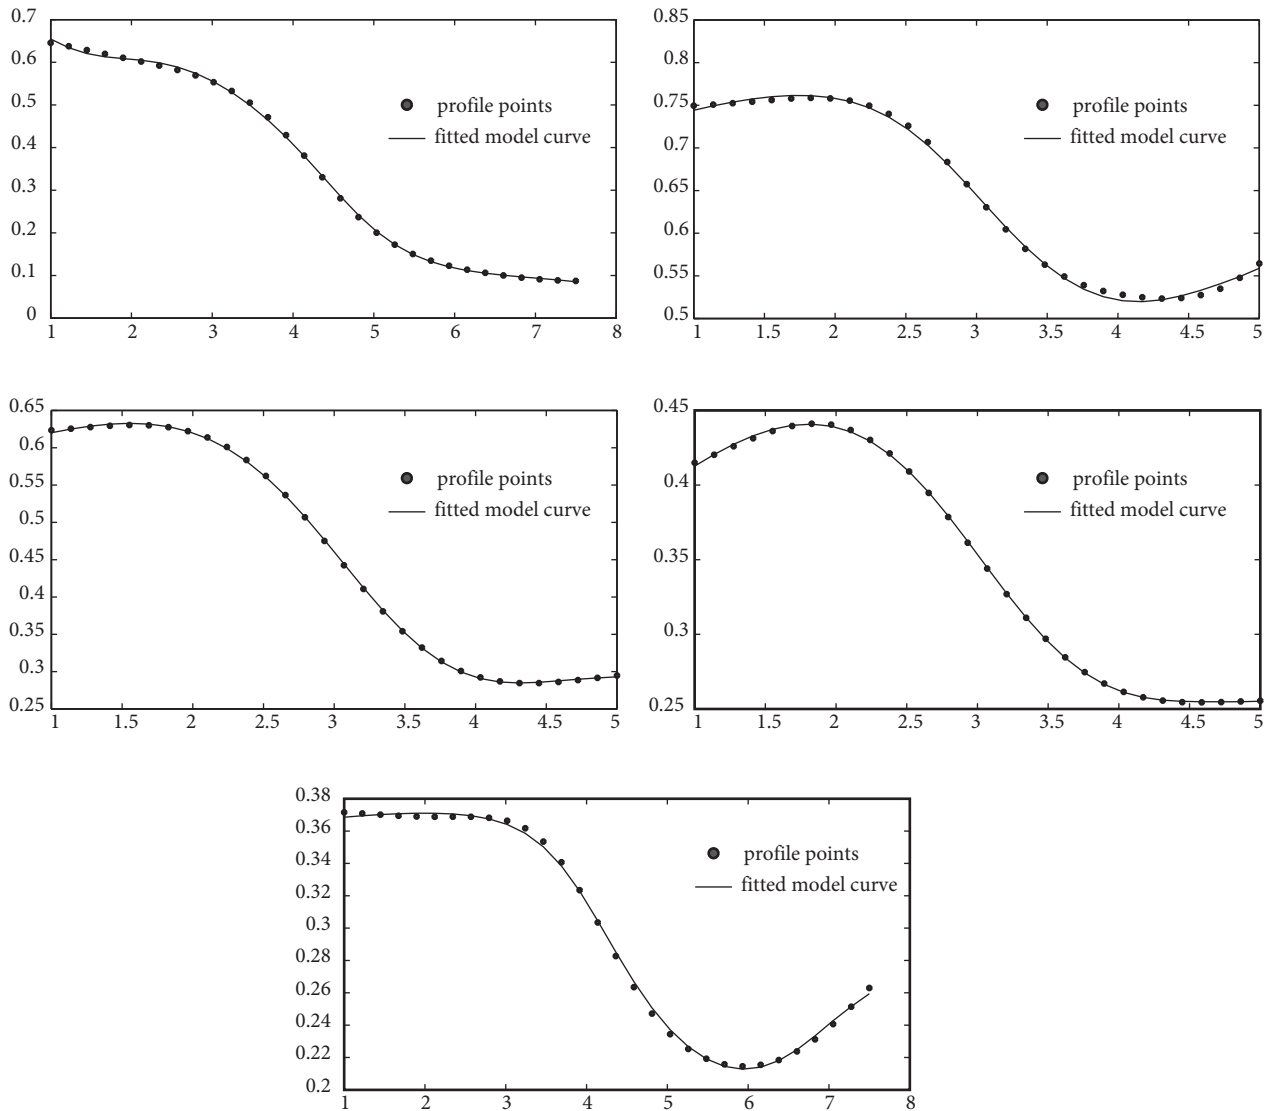 0.7
0.6
0.5
0.4
0.3
0.2
0.1
0
1 2 3 4 5 6 7 8
profile points
fitted model curve
0.85
0.8
0.75
0.7
0.65
0.6
0.55
0.5
1 1.5 2 2.5 3 3.5 4 4.5 5
profile points
fitted model curve
0.65
0.6
0.55
0.5
0.45
0.4
0.35
0.3
0.25
1 1.5 2 2.5 3 3.5 4 4.5 5
profile points
fitted model curve
0.45
0.4
0.35
0.3
0.25
1 1.5 2 2.5 3 3.5 4 4.5 5
profile points
fitted model curve
0.38
0.36
0.34
0.32
0.3
0.28
0.26
0.24
0.22
0.2
1 2 3 4 5 6 7 8
profile points
fitted model curve